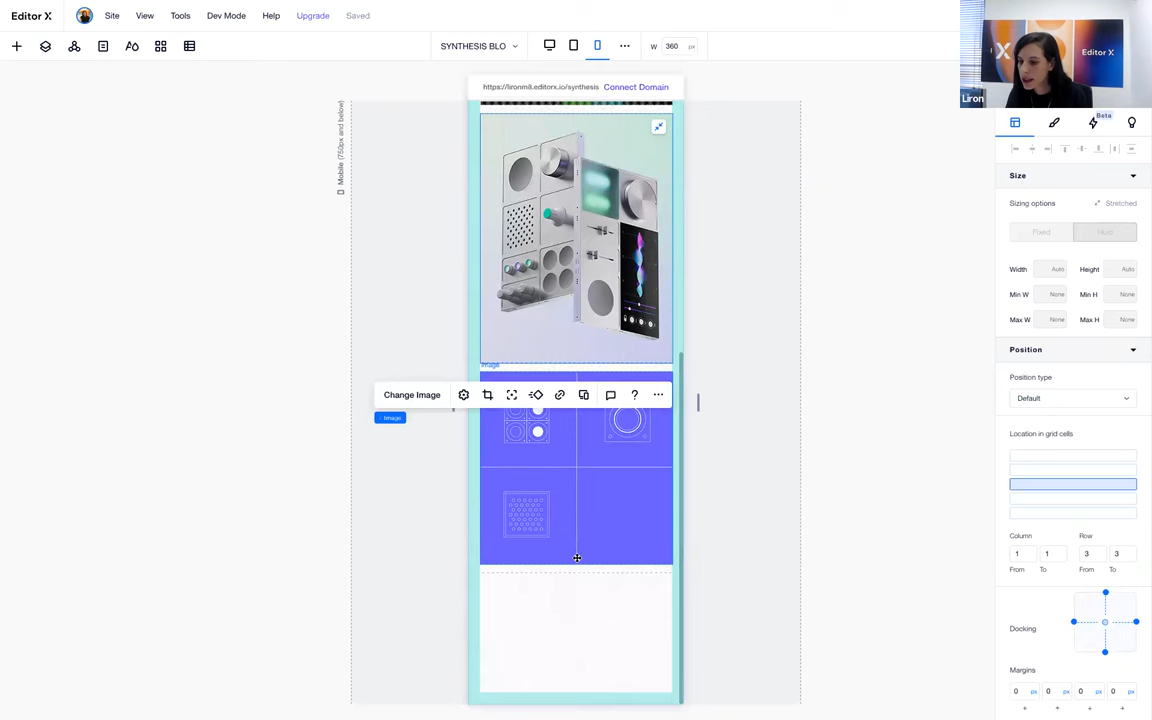 Editor X
Site
View
Tools
Dev Mode
Help
Upgrade
Saved
SYNTHESIS BLO
W 360 px
Editor X
Liron
https://lironm8.editorx.io/synthesis Connect Domain
Mobile (750px and below)
Beta
Size
Sizing options
Stretched
Fixed
Fluid
Width Auto Height Auto
Min W None Min H None
Max W None Max H None
Image
Change Image
Image
Position
Position type
Default
Location in grid cells
Column Row
1 1 3 3
From To From To
Docking
Margins
0 px 0 px 0 px 0 px